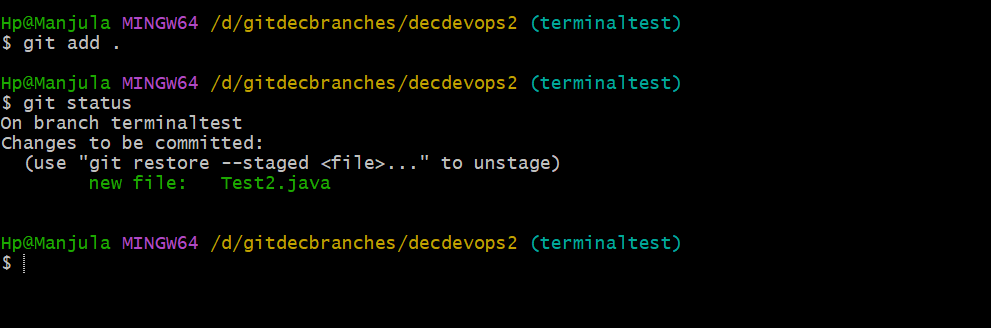 Hp@Manjula MINGW64 /d/gitdecbranches/decdevops2 (terminaltest)
$ git add .
Hp@Manjula MINGW64 /d/gitdecbranches/decdevops2 (terminaltest)
$ git status
On branch terminaltest
Changes to be committed:
  (use "git restore --staged <file>..." to unstage)
        new file:   Test2.java
Hp@Manjula MINGW64 /d/gitdecbranches/decdevops2 (terminaltest)
$